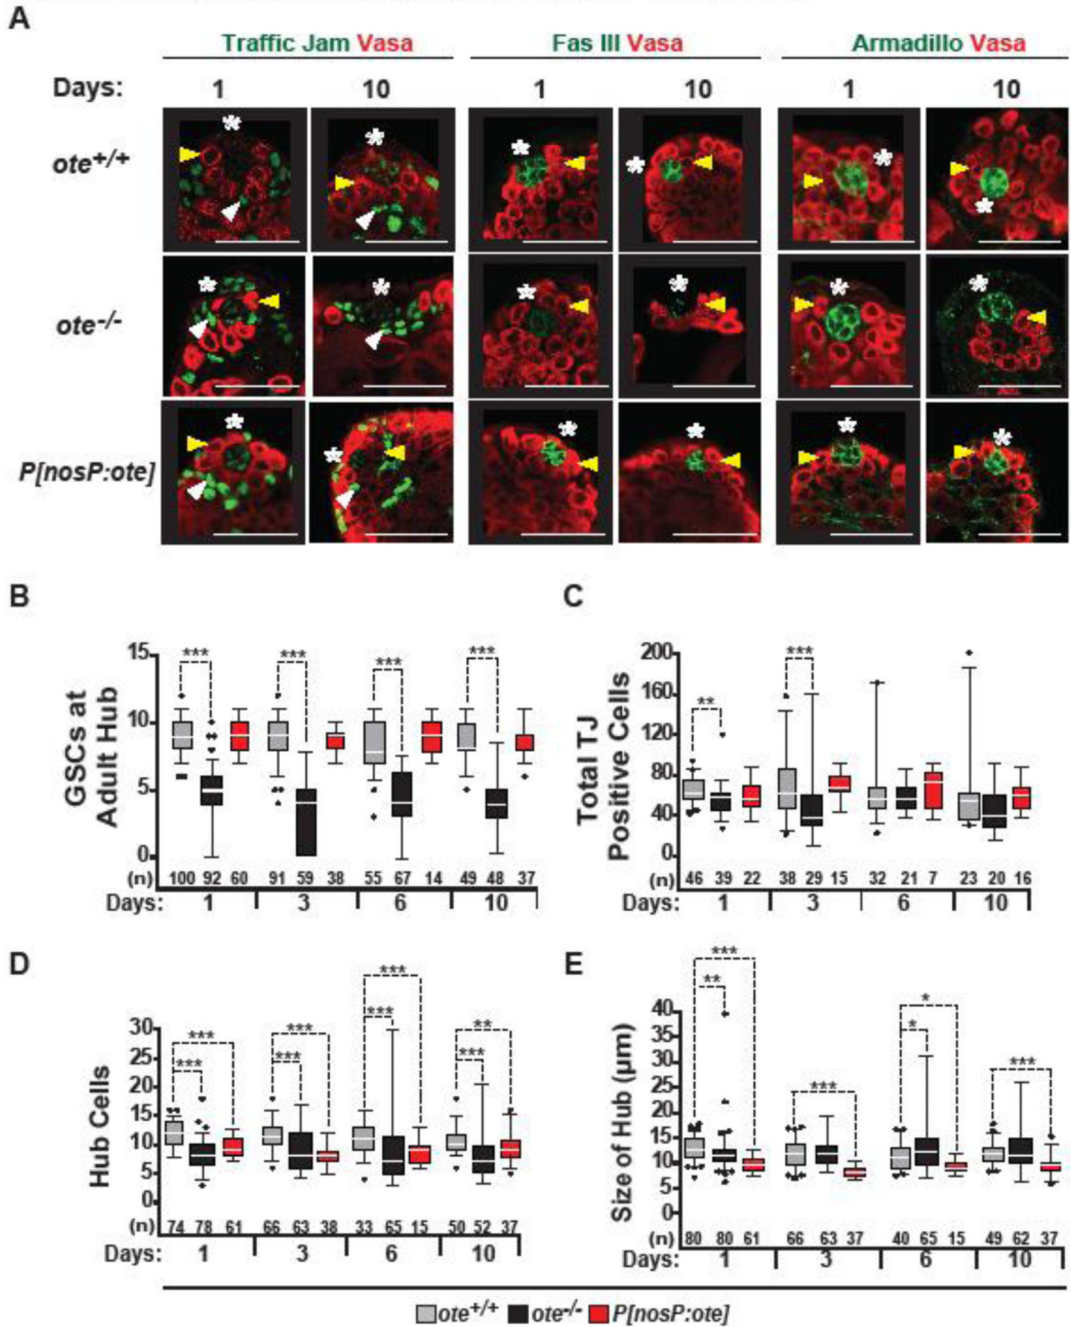 A
Traffic Jam Vasa Fas III Vasa Armadillo Vasa
Days: 1 10 1 10 1 10
ote+/+
ote-/-
P[nosP:ote]
B
GSCs at
Adult Hub
15
10
5
0
*** *** *** ***
(n) 100 92 60 91 59 38 55 67 14 49 48 37
Days: 1 3 6 10
C
Total TJ
Positive Cells
200
160
120
80
40
0
** ***
(n) 46 39 22 38 29 15 32 21 7 23 20 16
Days: 1 3 6 10
D
Hub Cells
30
25
20
15
10
5
0
*** *** *** **
*** *** *** ***
(n) 74 78 61 66 63 38 33 65 15 50 52 37
Days: 1 3 6 10
E
Size of Hub (μm)
40
35
30
25
20
15
10
5
0
*** *** * ***
** *
(n) 80 80 61 66 63 37 40 65 15 49 62 37
Days: 1 3 6 10
ote+/+ ote-/- P[nosP:ote]